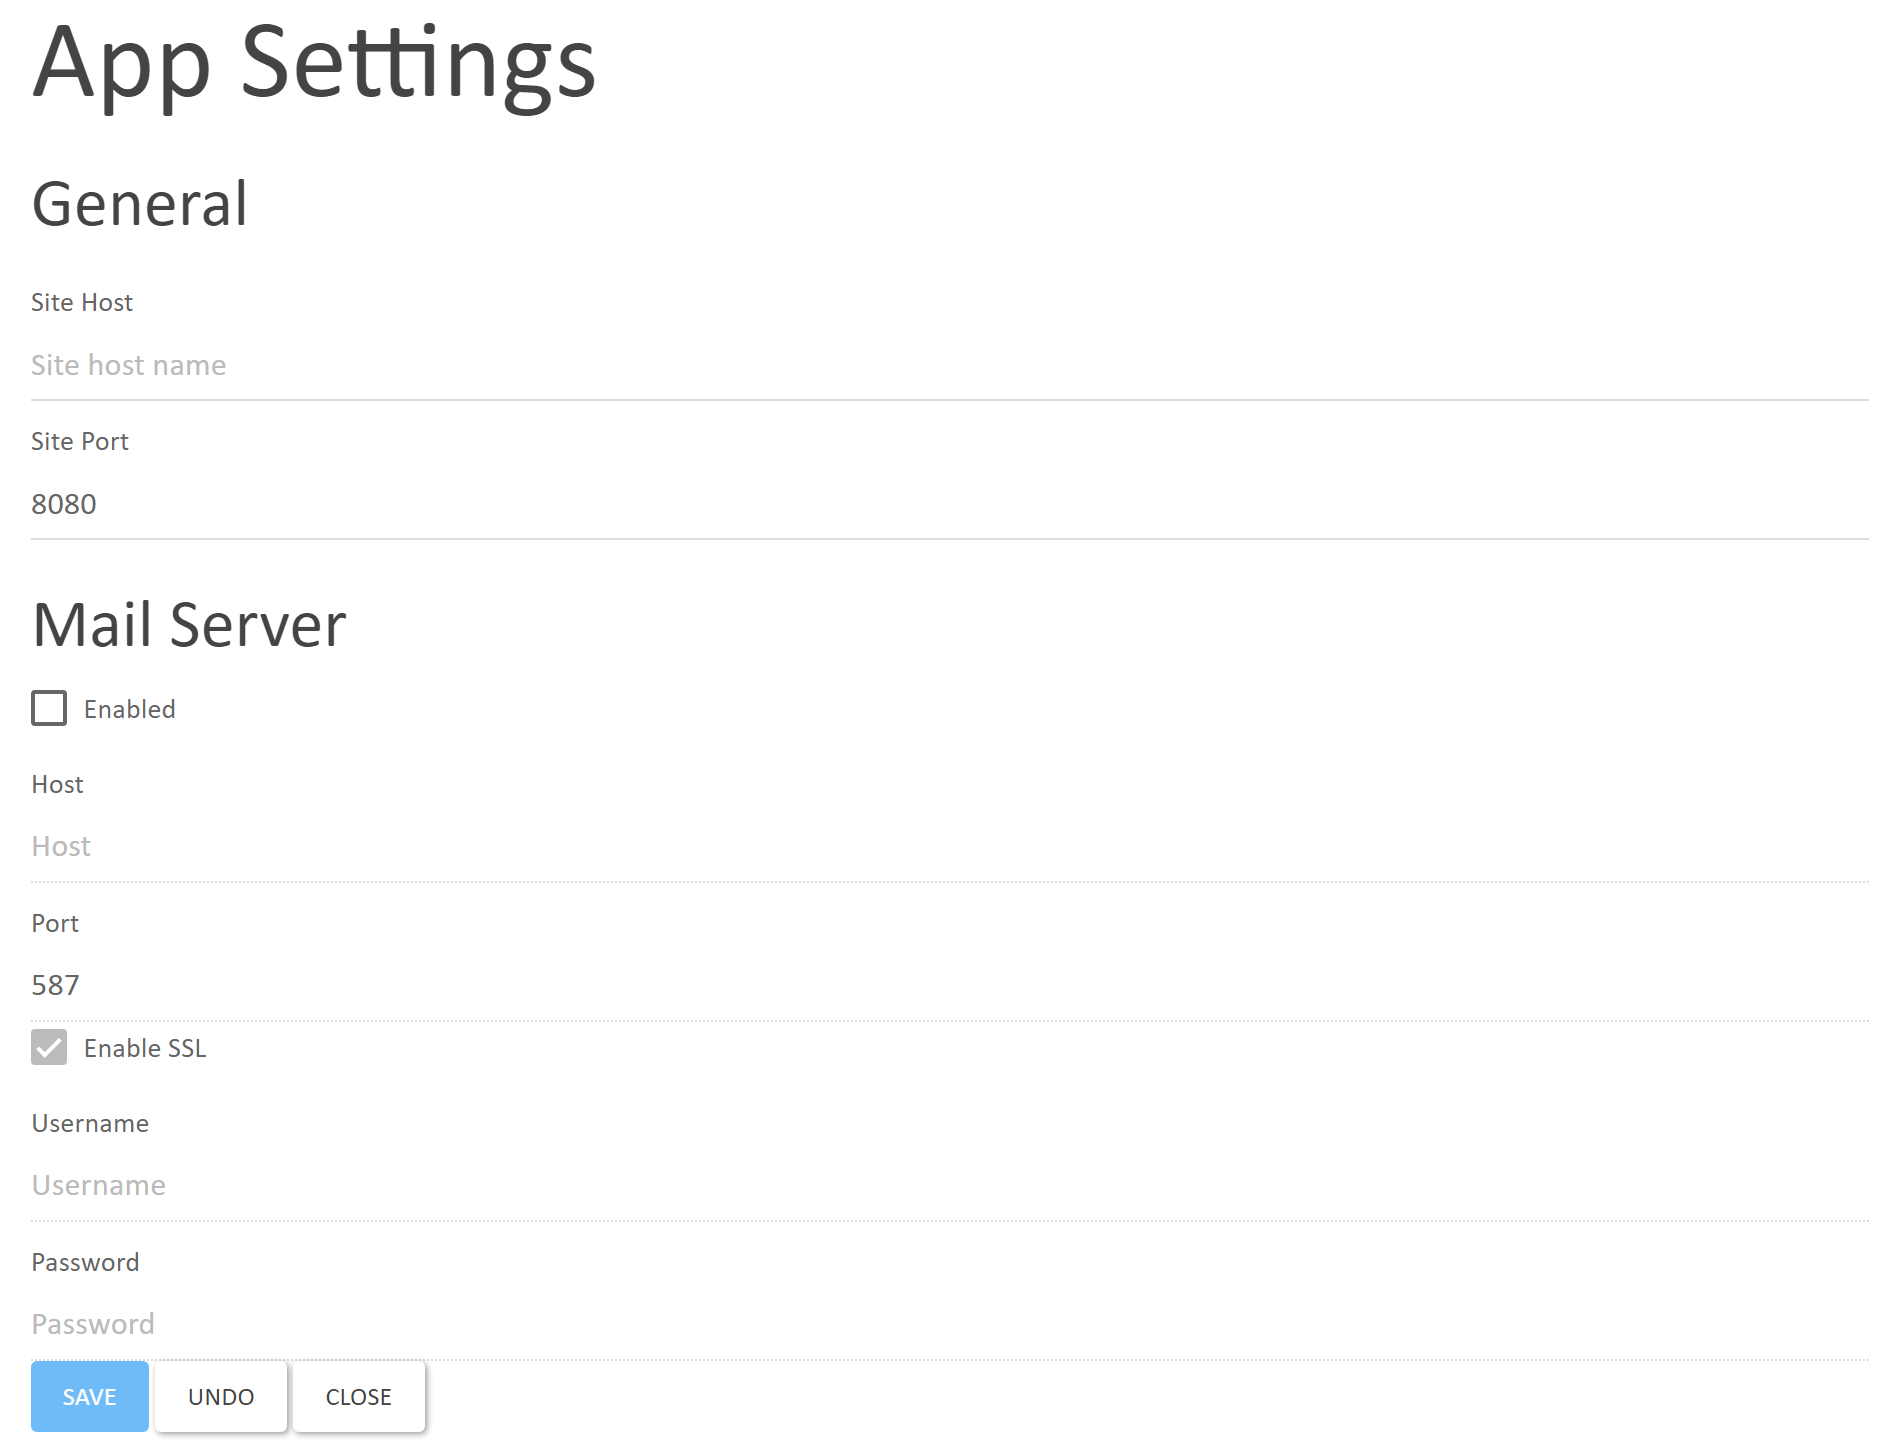 App Settings
General
Site Host
Site host name
Site Port
8080
Mail Server
Enabled
Host
Host
Port
587
Enable SSL
Username
Username
Password
Password
SAVE UNDO CLOSE